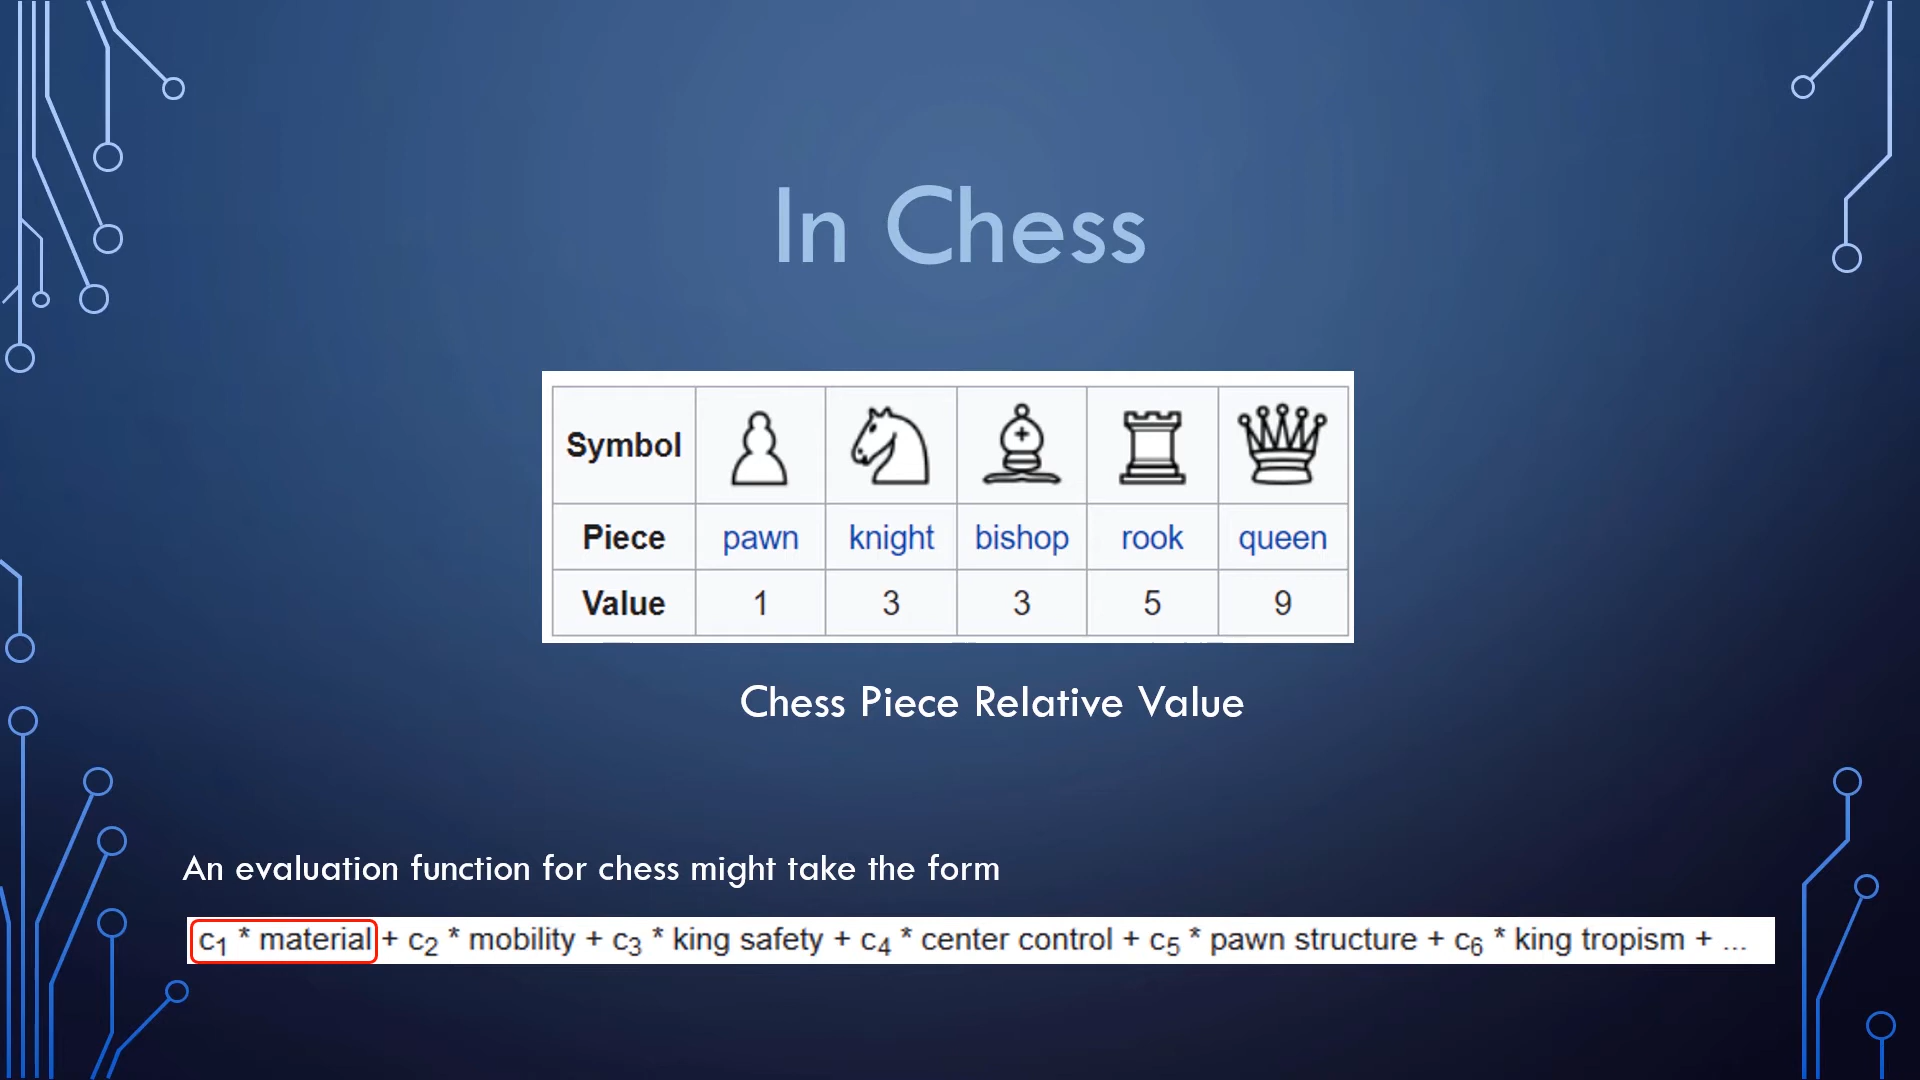 In Chess
Symbol
Piece pawn knight bishop rook queen
Value 1 3 3 5 9
Chess Piece Relative Value
An evaluation function for chess might take the form
c₁ * material + c₂ * mobility + c₃ * king safety + c₄ * center control + c₅ * pawn structure + c₆ * king tropism + ...